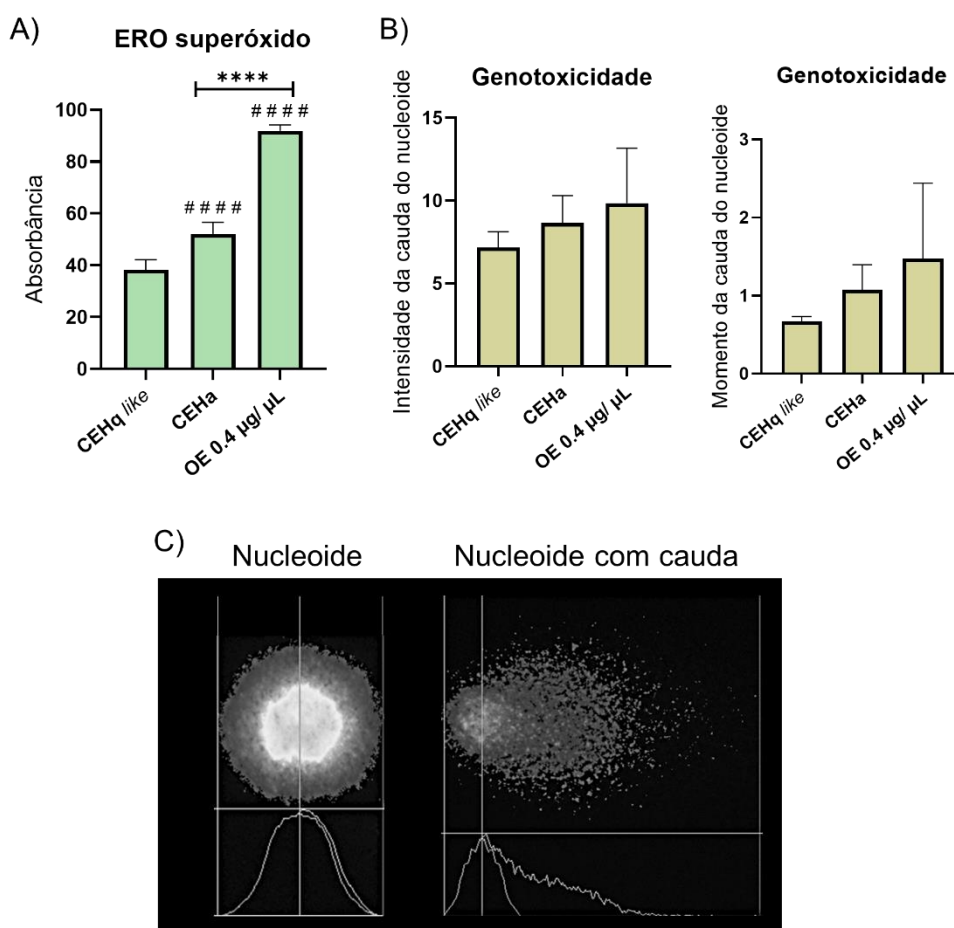 A)
ERO superóxido
****
####
####
Absorbância
100
80
60
40
20
0
CEHq like
CEHa
OE 0.4 µg/ µL
B)
Genotoxicidade
Intensidade da cauda do nucleoide
15
10
5
0
CEHq like
CEHa
OE 0.4 µg/ µL
Genotoxicidade
Momento da cauda do nucleoide
3
2
1
0
CEHq like
CEHa
OE 0.4 µg/ µL
C)
Nucleoide
Nucleoide com cauda